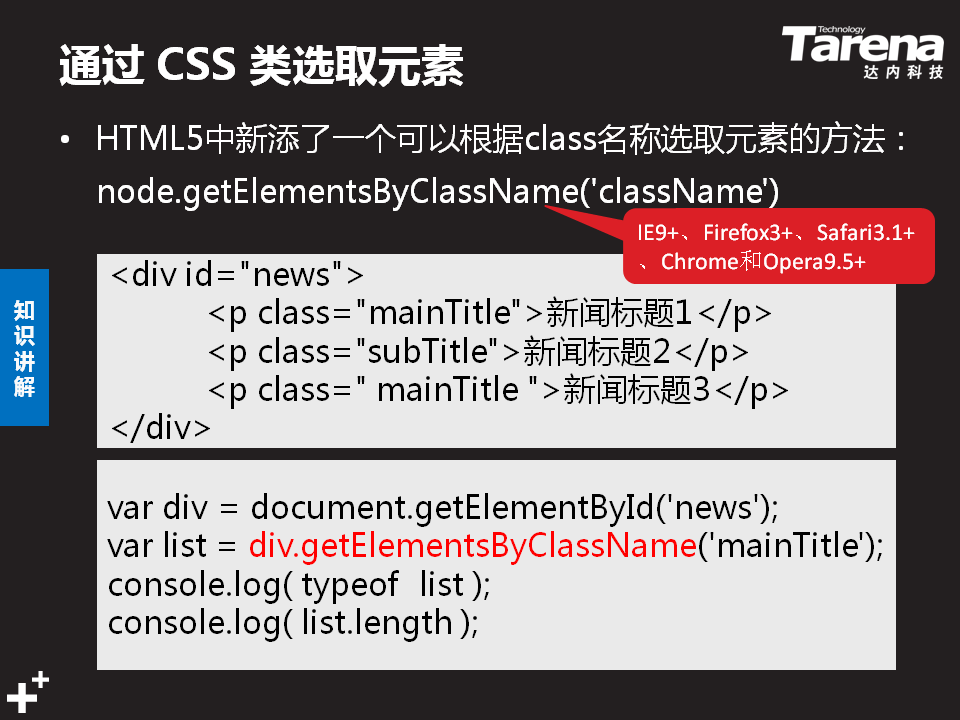 通过 CSS 类选取元素
Technology
Tarena
达内科技
• HTML5中新添了一个可以根据class名称选取元素的方法：
node.getElementsByClassName('className')
IE9+、Firefox3+、Safari3.1+
、Chrome和Opera9.5+
<div id="news">
<p class="mainTitle">新闻标题1</p>
<p class="subTitle">新闻标题2</p>
<p class=" mainTitle ">新闻标题3</p>
</div>
知识讲解
var div = document.getElementById('news');
var list = div.getElementsByClassName('mainTitle');
console.log( typeof  list );
console.log( list.length );